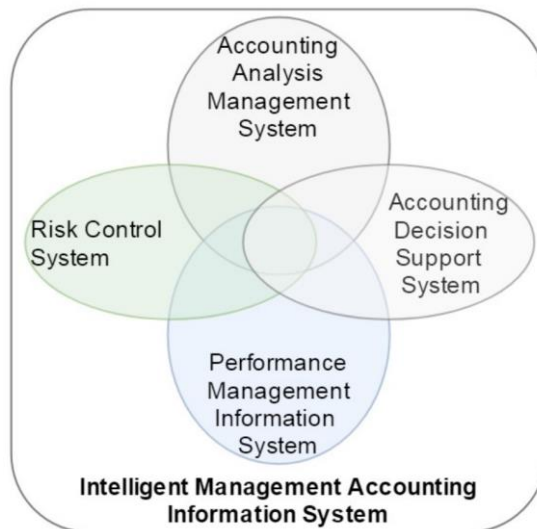 Accounting
Analysis
Management
System
Risk Control
System
Accounting
Decision
Support
System
Performance
Management
Information
System
Intelligent Management Accounting
Information System